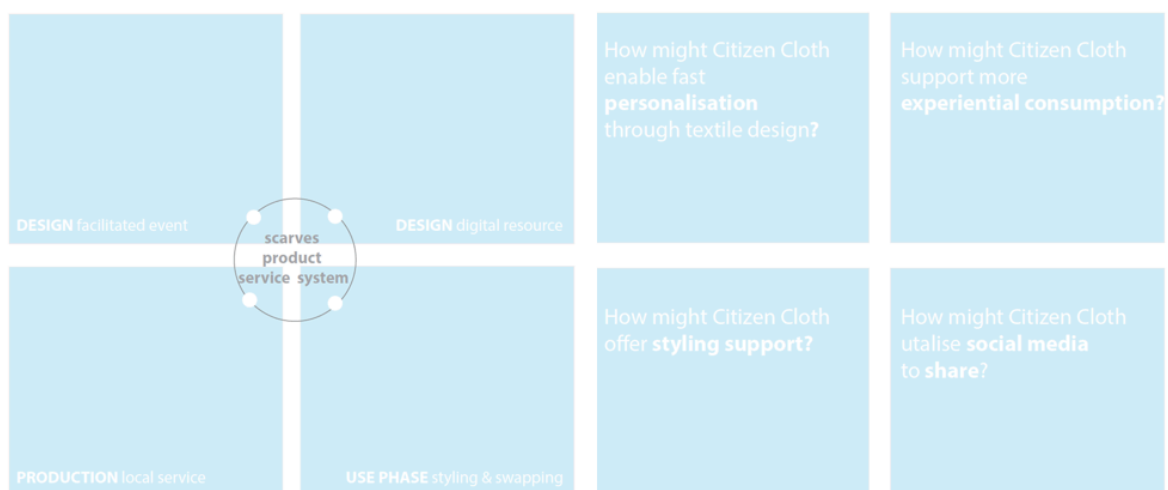 DESIGN facilitated event
DESIGN digital resource
scarves
product
service system
PRODUCTION local service
USE PHASE styling & swapping
How might Citizen Cloth
enable fast
personalisation
through textile design?
How might Citizen Cloth
support more
experiential consumption?
How might Citizen Cloth
offer styling support?
How might Citizen Cloth
utalise social media
to share?